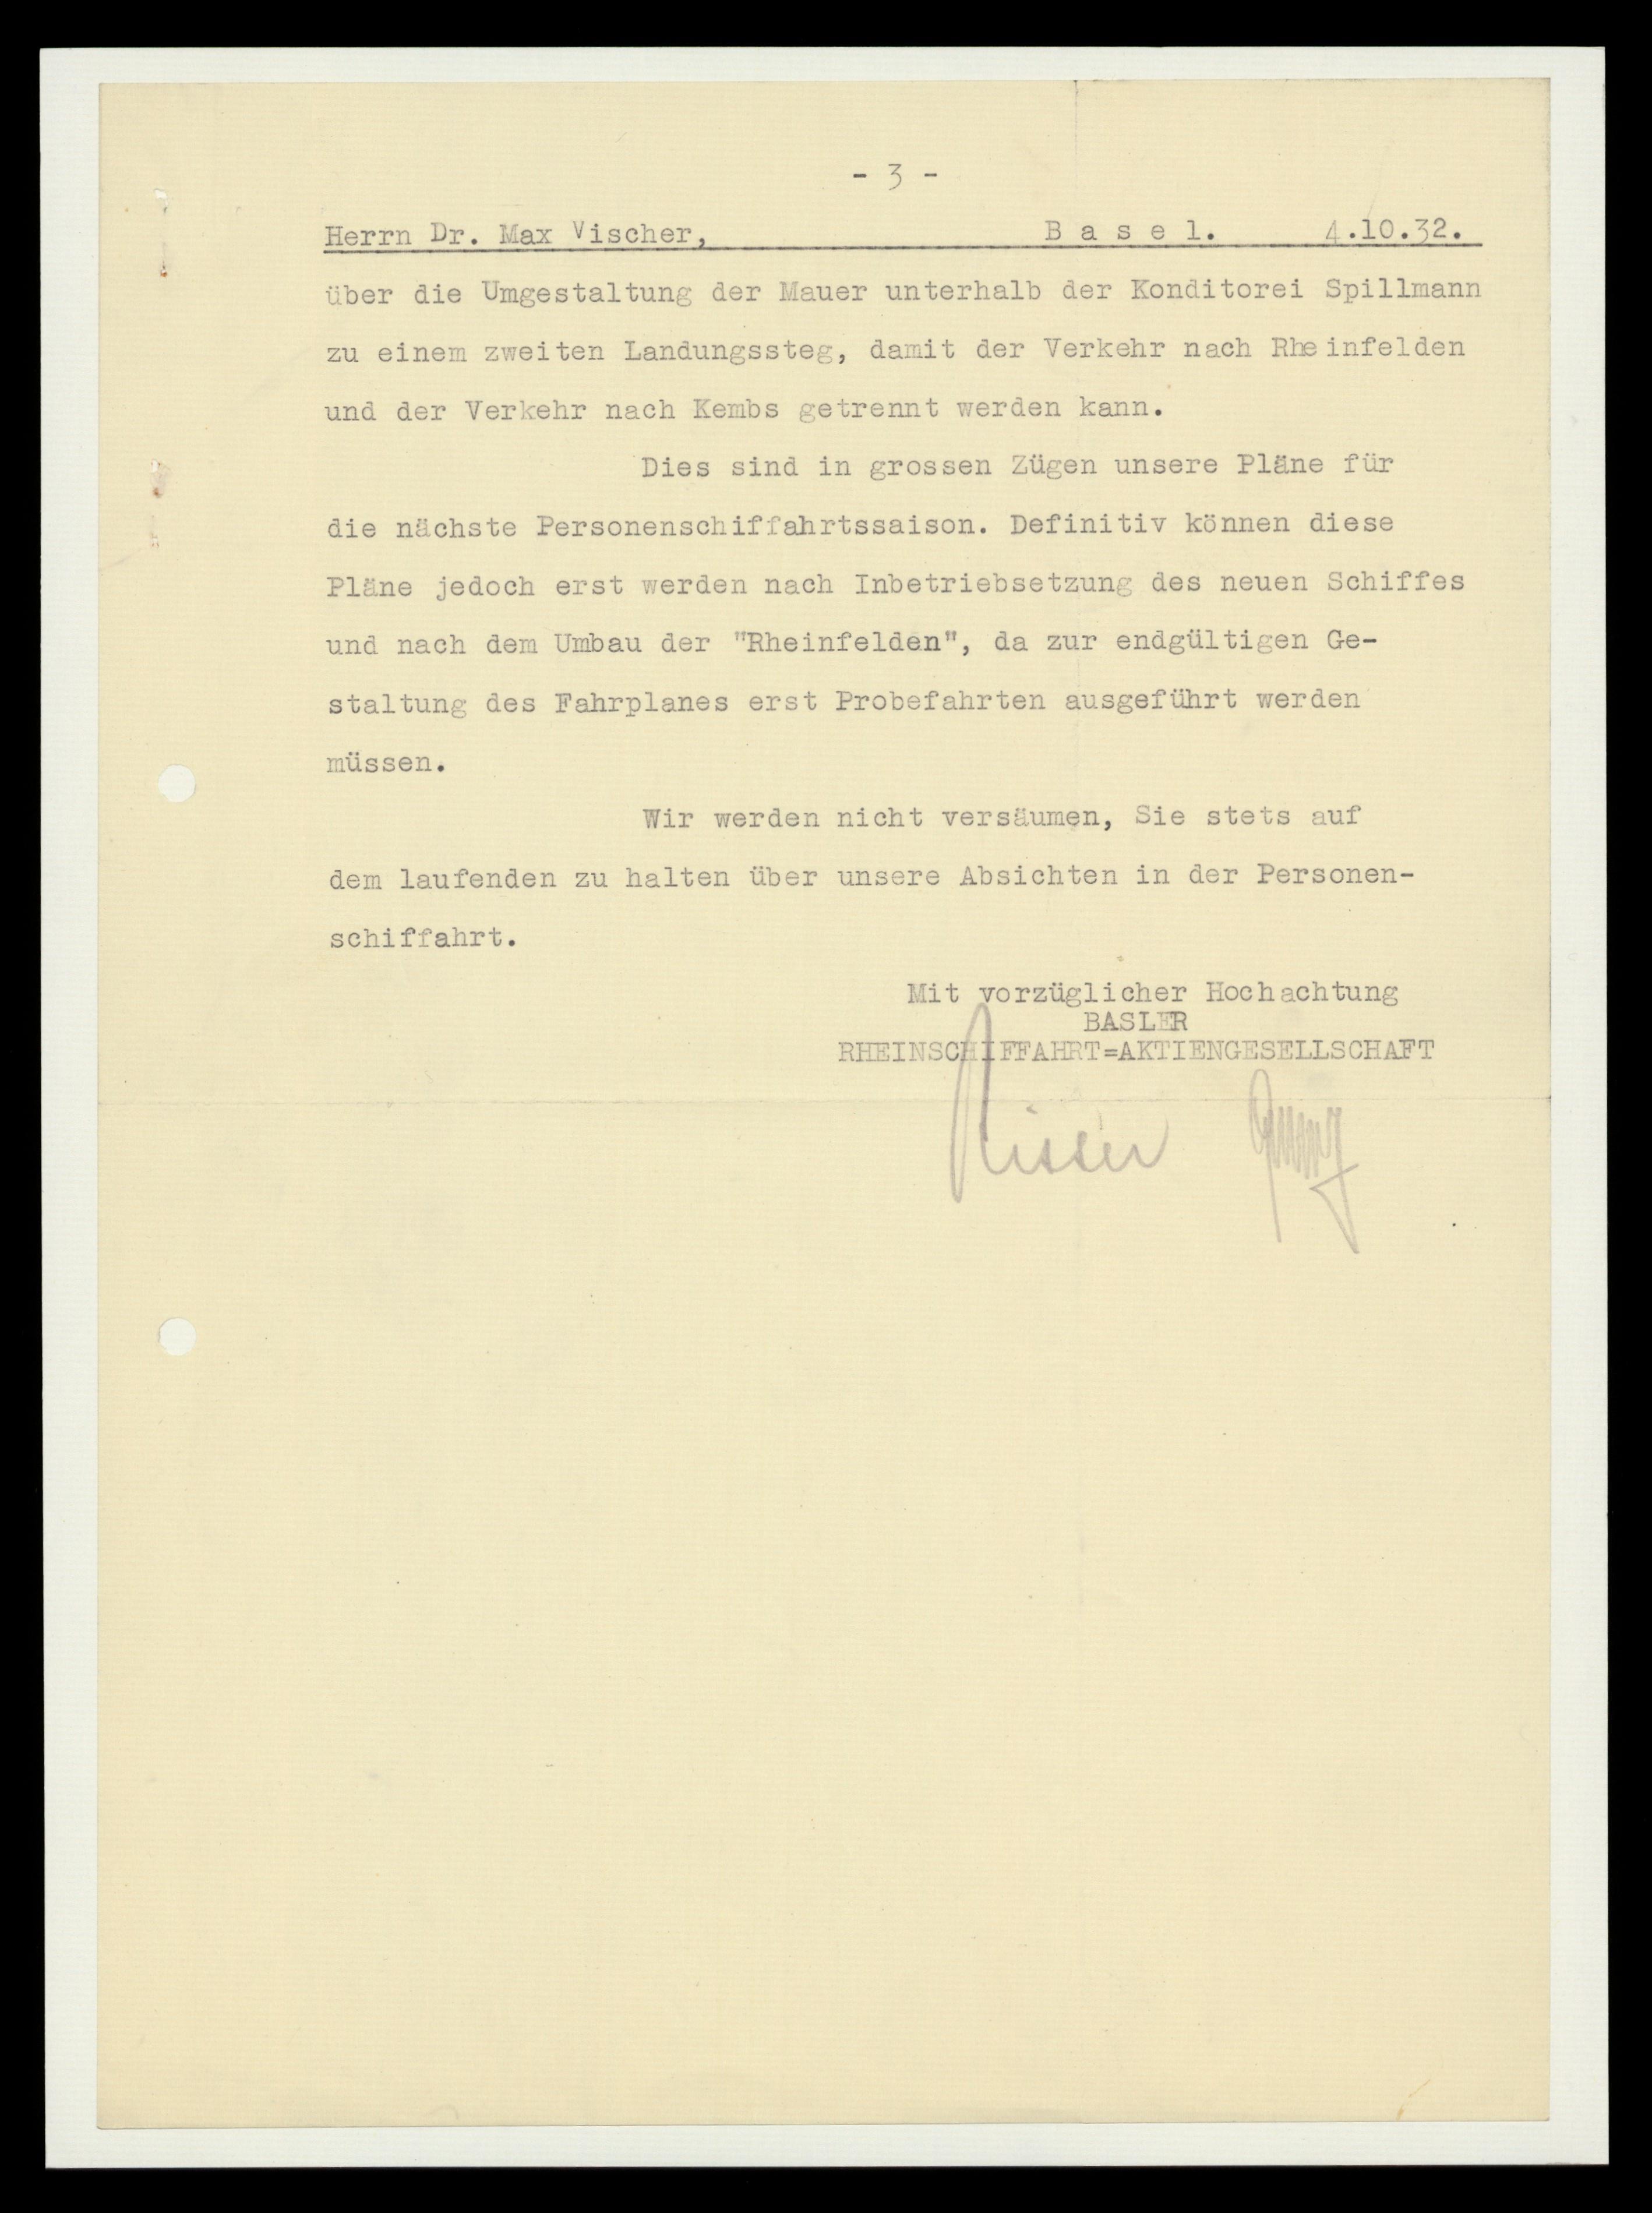 - 3 -
Herrn Dr. Max Vischer, B a s e l. 4.10.32.
über die Umgestaltung der Mauer unterhalb der Konditorei Spillmann
zu einem zweiten Landungssteg, damit der Verkehr nach Rheinfelden
und der Verkehr nach Kembs getrennt werden kann.
Dies sind in grossen Zügen unsere Pläne für
die nächste Personenschiffahrtssaison. Definitiv können diese
Pläne jedoch erst werden nach Inbetriebsetzung des neuen Schiffes
und nach dem Umbau der "Rheinfelden", da zur endgültigen Ge-
staltung des Fahrplanes erst Probefahrten ausgeführt werden
müssen.
Wir werden nicht versäumen, Sie stets auf
dem laufenden zu halten über unsere Absichten in der Personen-
schiffahrt.
Mit vorzüglicher Hochachtung
BASLER
RHEINSCHIFFAHRT=AKTIENGESELLSCHAFT